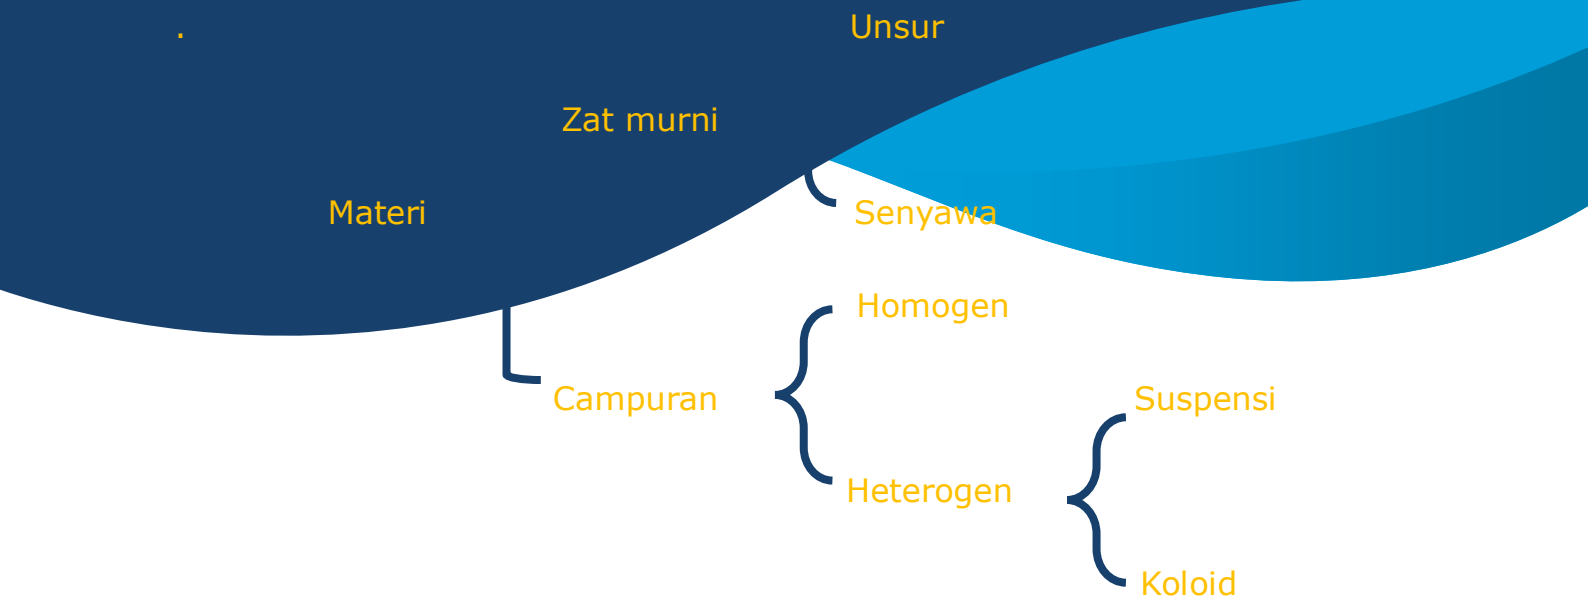 . Unsur
Zat murni
Materi Senyawa
Homogen
Campuran Suspensi
Heterogen
Koloid